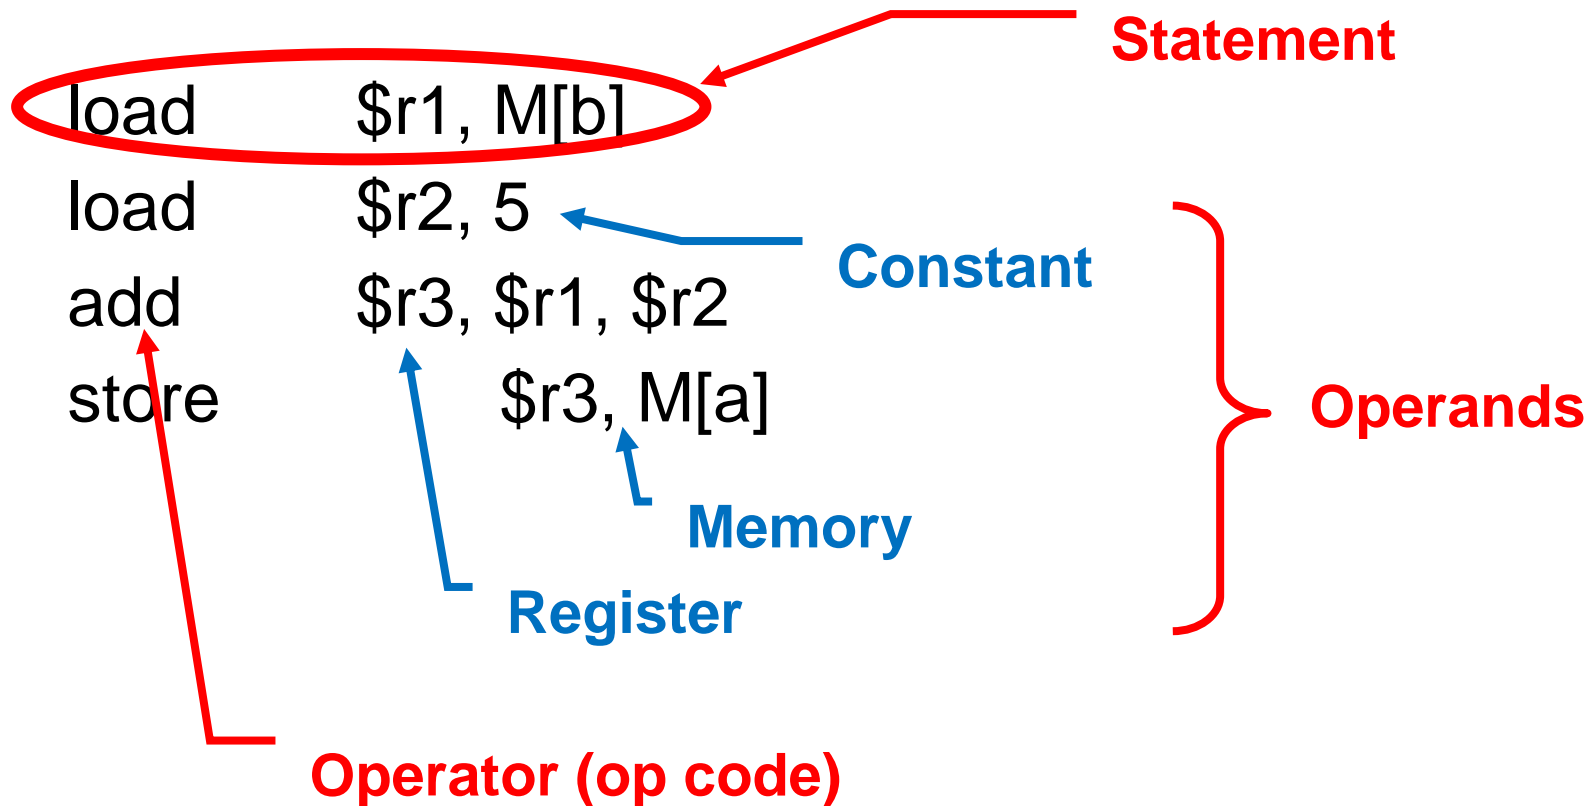 Statement
load $r1, M[b]
load $r2, 5
Constant
add $r3, $r1, $r2
store $r3, M[a]
Operands
Memory
Register
Operator (op code)